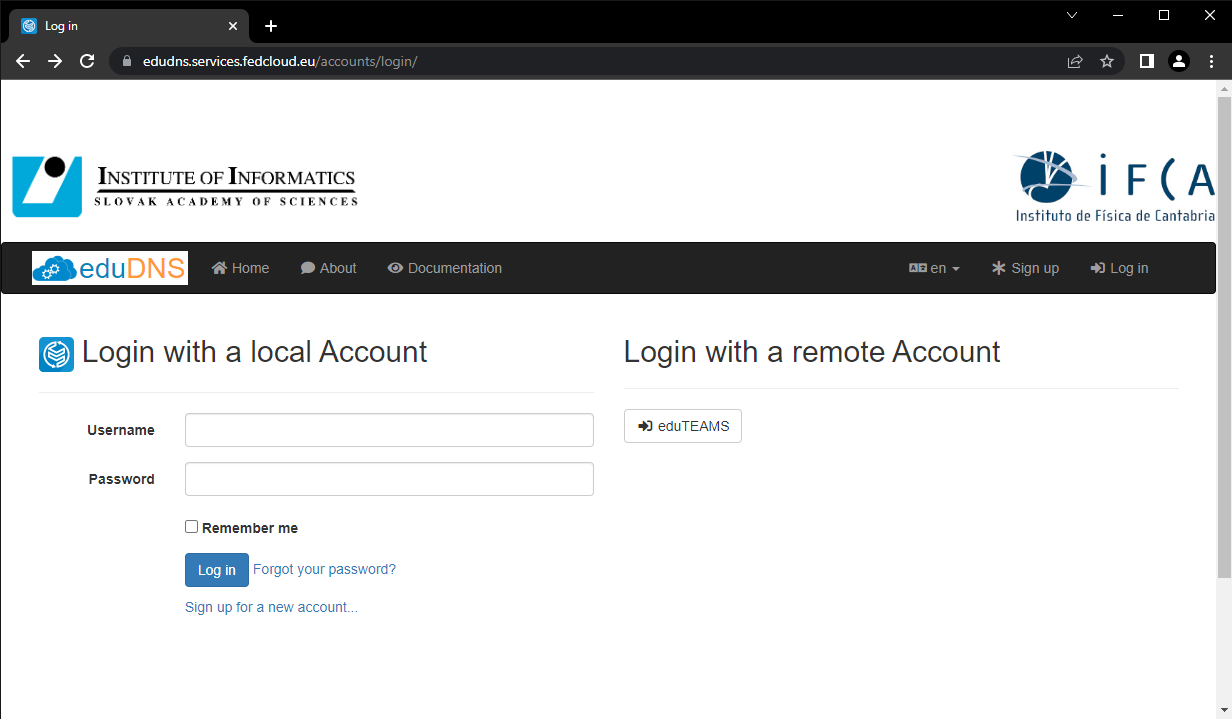 Log in
edudns.services.fedcloud.eu/accounts/login/
INSTITUTE OF INFORMATICS
SLOVAK ACADEMY OF SCIENCES
iFCA
Instituto de Física de Cantabria
eduDNS Home About Documentation en Sign up Log in
Login with a local Account
Login with a remote Account
Username
eduTEAMS
Password
Remember me
Log in Forgot your password?
Sign up for a new account...